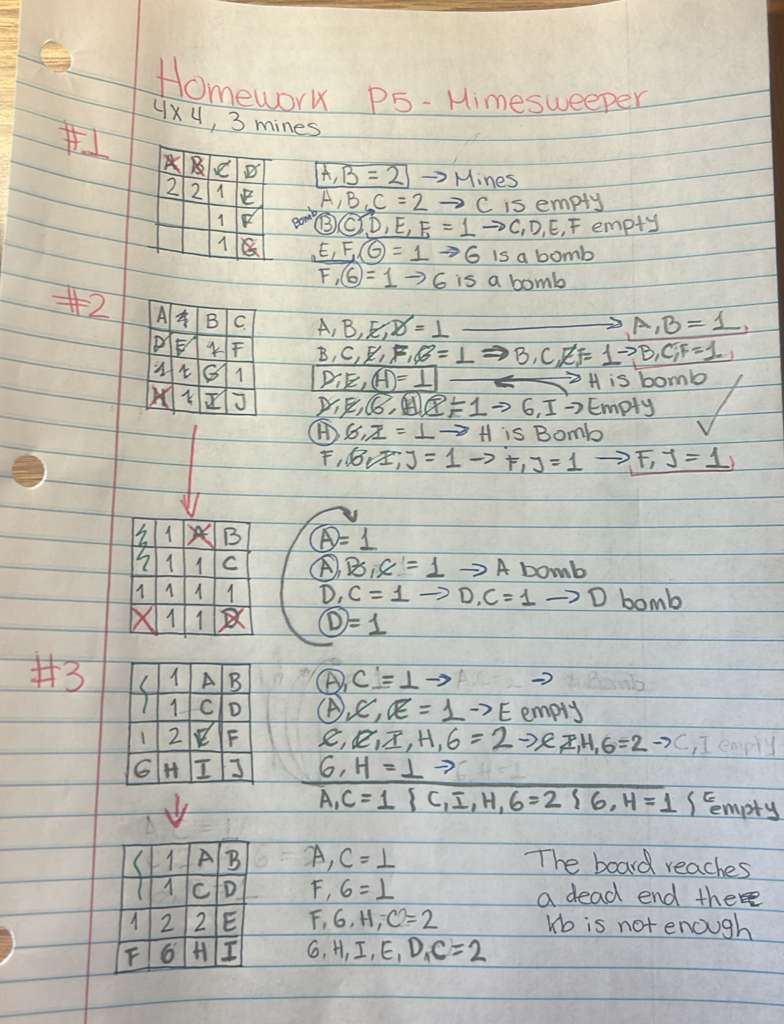 Homework P5 - Mimesweeper
4x4, 3 mines
#1
A B C D
2 2 1 E
1 F
1 G
A, B = 2 → Mines
A, B, C = 2 → C is empty
Bomb B, C, D, E, F = 1 → C, D, E, F empty
E, F, G = 1 → G is a bomb
F, G = 1 → G is a bomb
#2
A 1 B C
D E 1 F
1 1 G 1
H 1 I J
A, B, E, D = 1 → A, B = 1
B, C, E, F, G = 1 ⇒ B, C, E F = 1 → B, C, F = 1
D, E, H = 1 → H is bomb
D, E, G, H, I = 1 → G, I → Empty
H G, I = 1 → H is Bomb
F, G, I, J = 1 → F, J = 1 → F, J = 1
1 A B
1 1 C
1 1 1 1
X 1 1 D
A = 1
A, B, C = 1 → A bomb
D, C = 1 → D, C = 1 → D bomb
D = 1
#3
1 A B
1 C D
1 2 E F
G H I J
A, C = 1 →
A, C, E = 1 → E empty
C, E, I, H, G = 2 → C I, H, G = 2 → C, I empty
G, H = 1 →
A, C = 1 { C, I, H, G = 2 { G, H = 1 { E empty
1 A B
1 C D
1 2 2 E
F G H I
A, C = 1
F, G = 1
F, G, H, C = 2
G, H, I, E, D, C = 2
The board reaches
a dead end there
kb is not enough